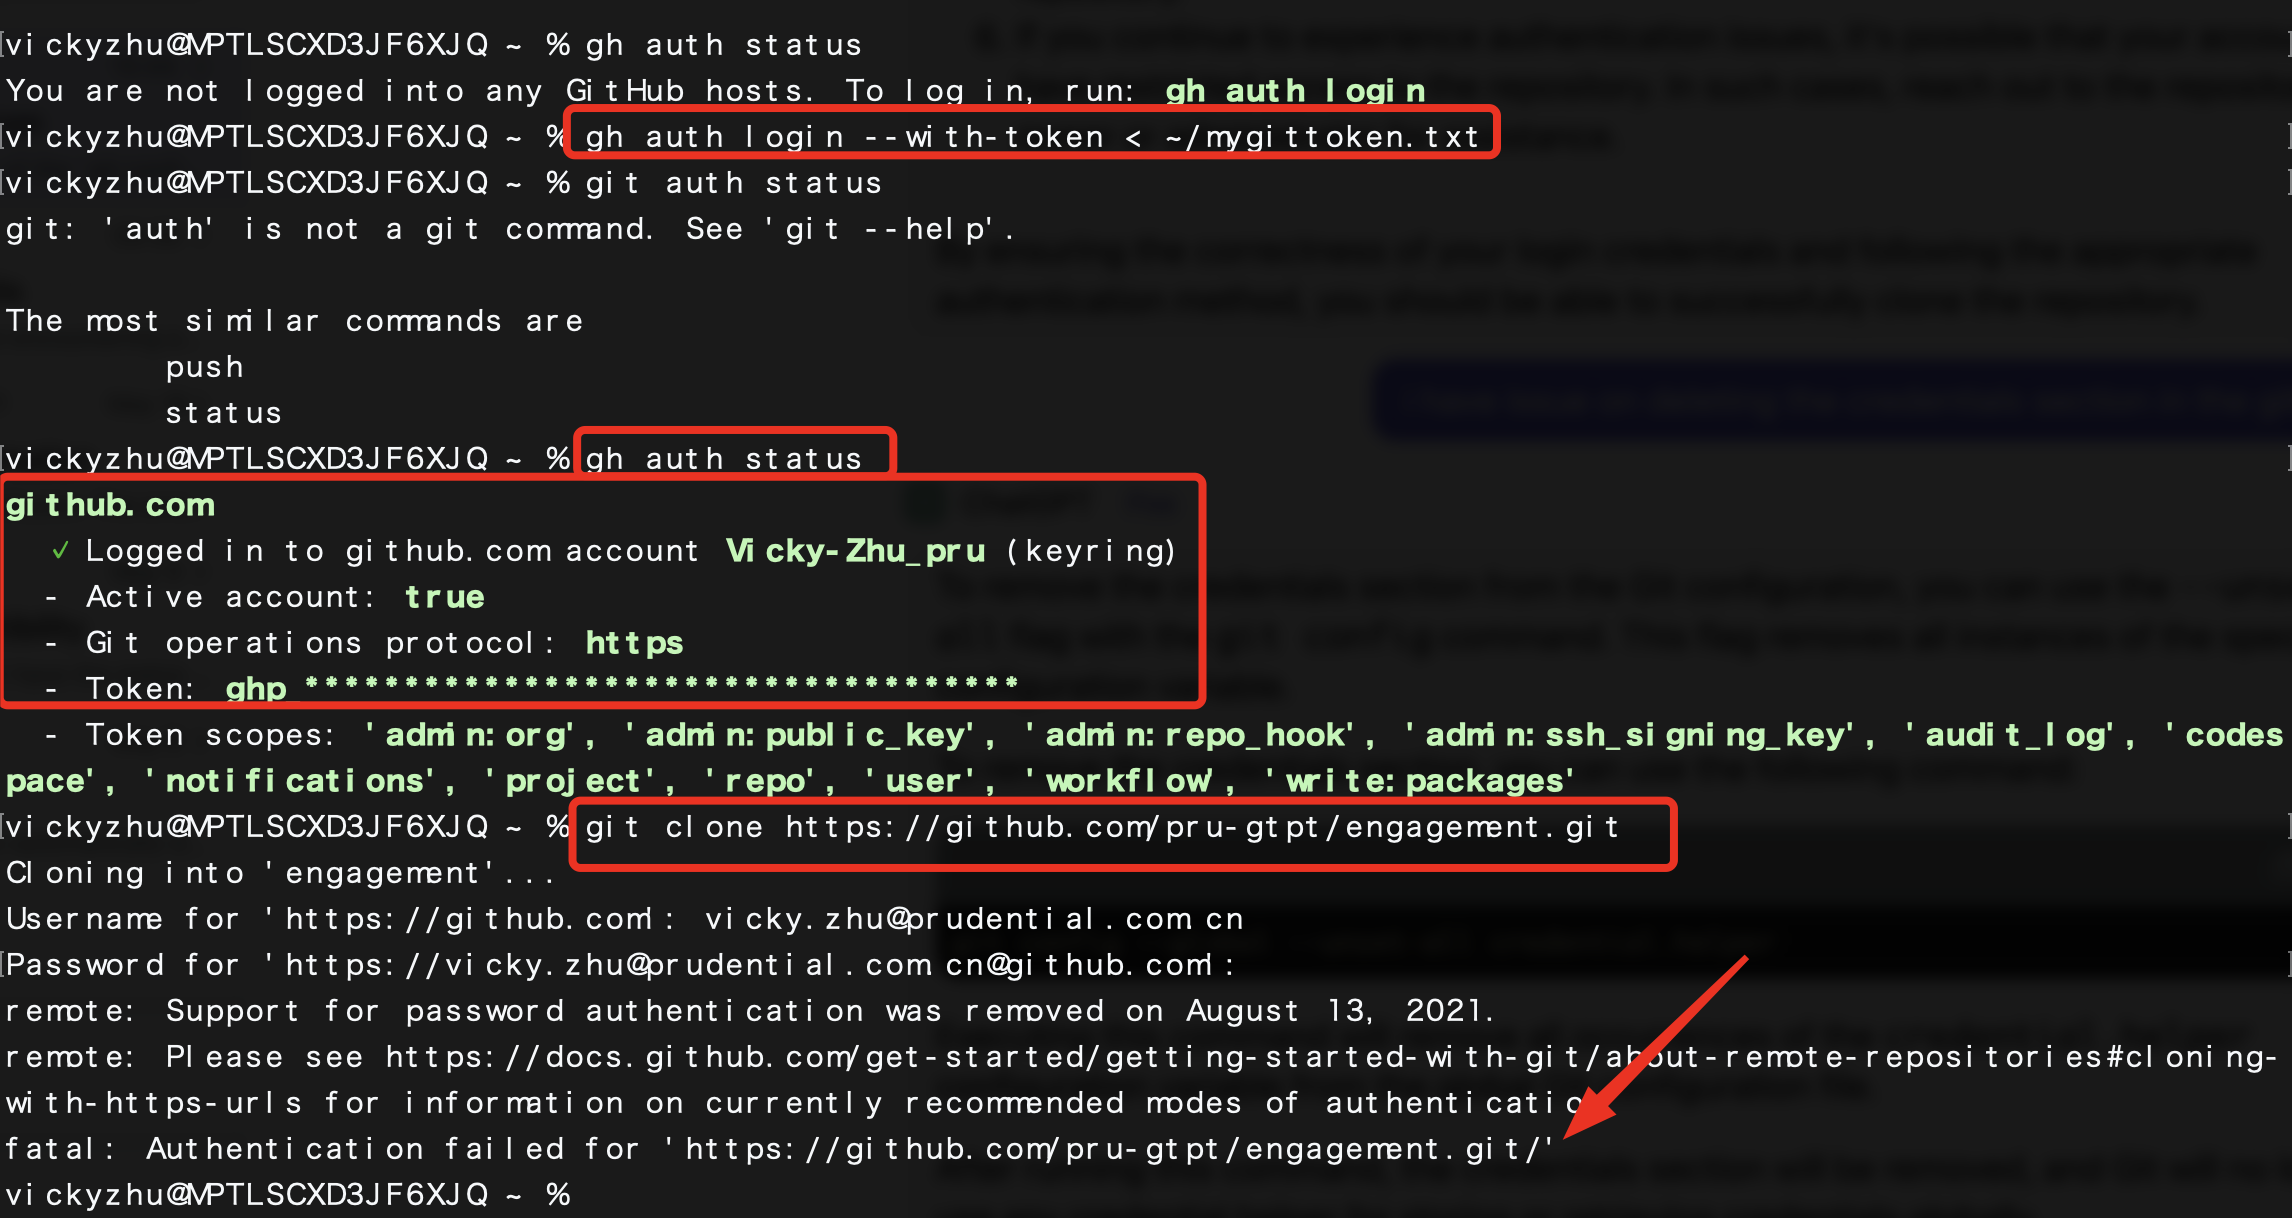 vickyzhu@MPTLSCXD3JF6XJQ ~ % gh auth status
You are not logged into any GitHub hosts. To log in, run: gh auth login
vickyzhu@MPTLSCXD3JF6XJQ ~ % gh auth login --with-token < ~/mygittoken.txt
vickyzhu@MPTLSCXD3JF6XJQ ~ % git auth status
git: 'auth' is not a git command. See 'git --help'.
The most similar commands are
push
status
vickyzhu@MPTLSCXD3JF6XJQ ~ % gh auth status
github.com
✓ Logged in to github.com account Vicky-Zhu_pru (keyring)
- Active account: true
- Git operations protocol: https
- Token: ghp_************************************
- Token scopes: 'admin:org', 'admin:public_key', 'admin:repo_hook', 'admin:ssh_signing_key', 'audit_log', 'codes
pace', 'notifications', 'project', 'repo', 'user', 'workflow', 'write:packages'
vickyzhu@MPTLSCXD3JF6XJQ ~ % git clone https://github.com/pru-gtpt/engagement.git
Cloning into 'engagement'...
Username for 'https://github.com': vicky.zhu@prudential.com.cn
Password for 'https://vicky.zhu@prudential.com.cn@github.com':
remote: Support for password authentication was removed on August 13, 2021.
remote: Please see https://docs.github.com/get-started/getting-started-with-git/about-remote-repositories#cloning-
with-https-urls for information on currently recommended modes of authentication
fatal: Authentication failed for 'https://github.com/pru-gtpt/engagement.git/'
vickyzhu@MPTLSCXD3JF6XJQ ~ %